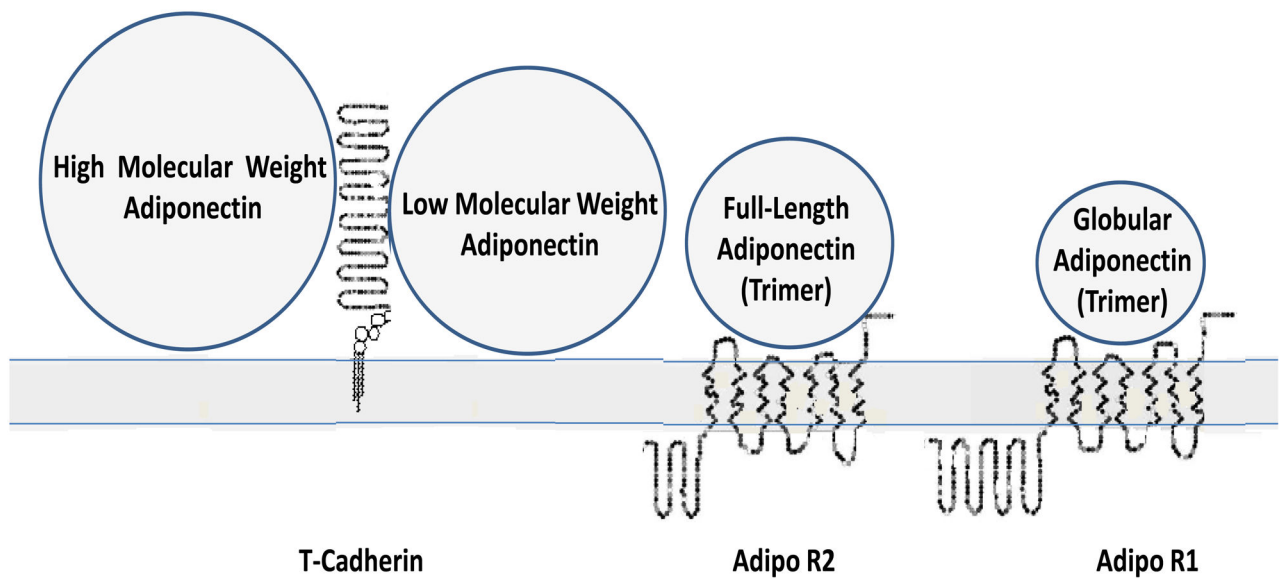 High Molecular Weight
Adiponectin
Low Molecular Weight
Adiponectin
Full-Length
Adiponectin
(Trimer)
Globular
Adiponectin
(Trimer)
T-Cadherin
Adipo R2
Adipo R1